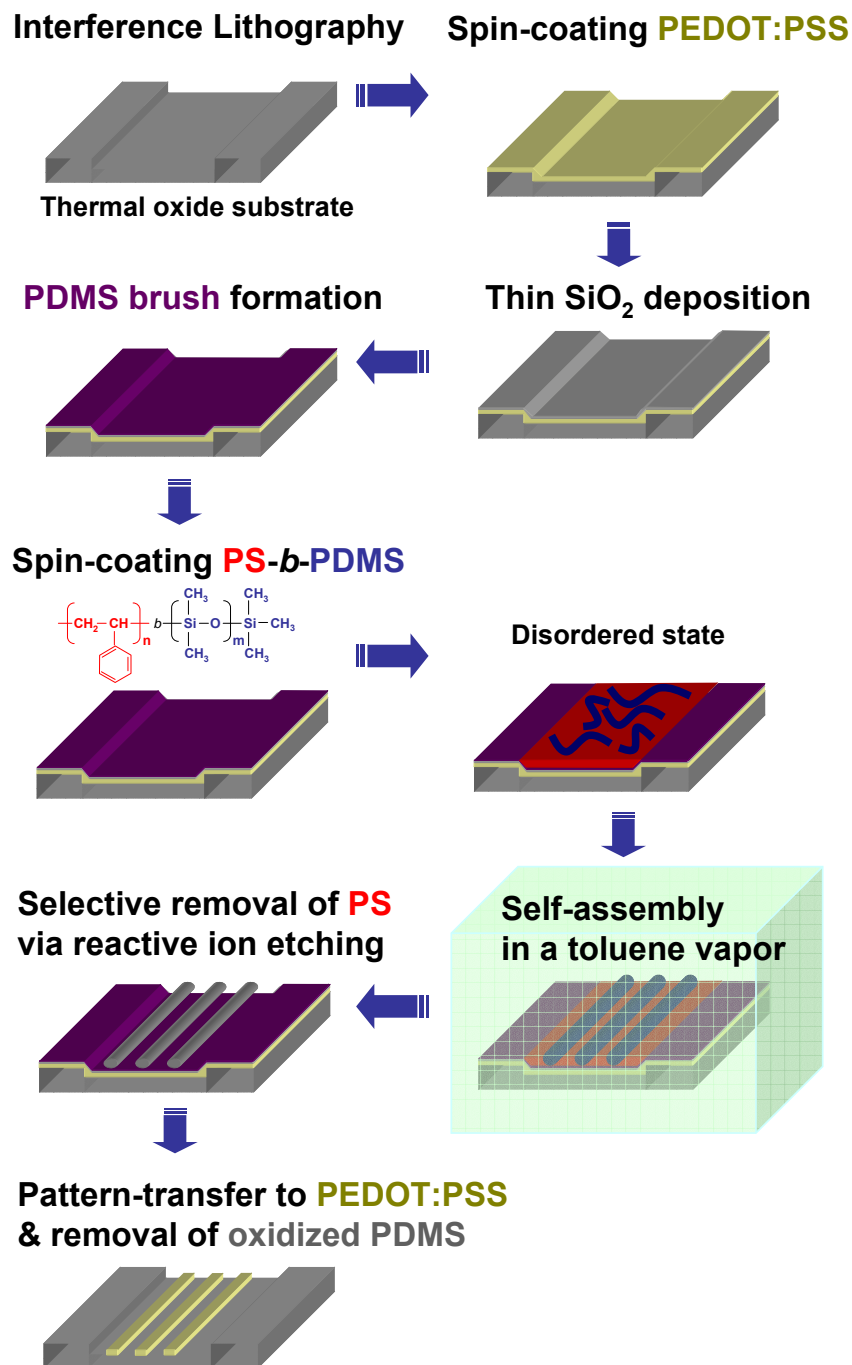 Interference Lithography
Spin-coating PEDOT:PSS
Thermal oxide substrate
Thin SiO₂ deposition
PDMS brush formation
Spin-coating PS-b-PDMS
CH₃ CH₃
CH₂ CH n b Si O m Si CH₃
CH₃ CH₃
Disordered state
Self-assembly
in a toluene vapor
Selective removal of PS
via reactive ion etching
Pattern-transfer to PEDOT:PSS
& removal of oxidized PDMS